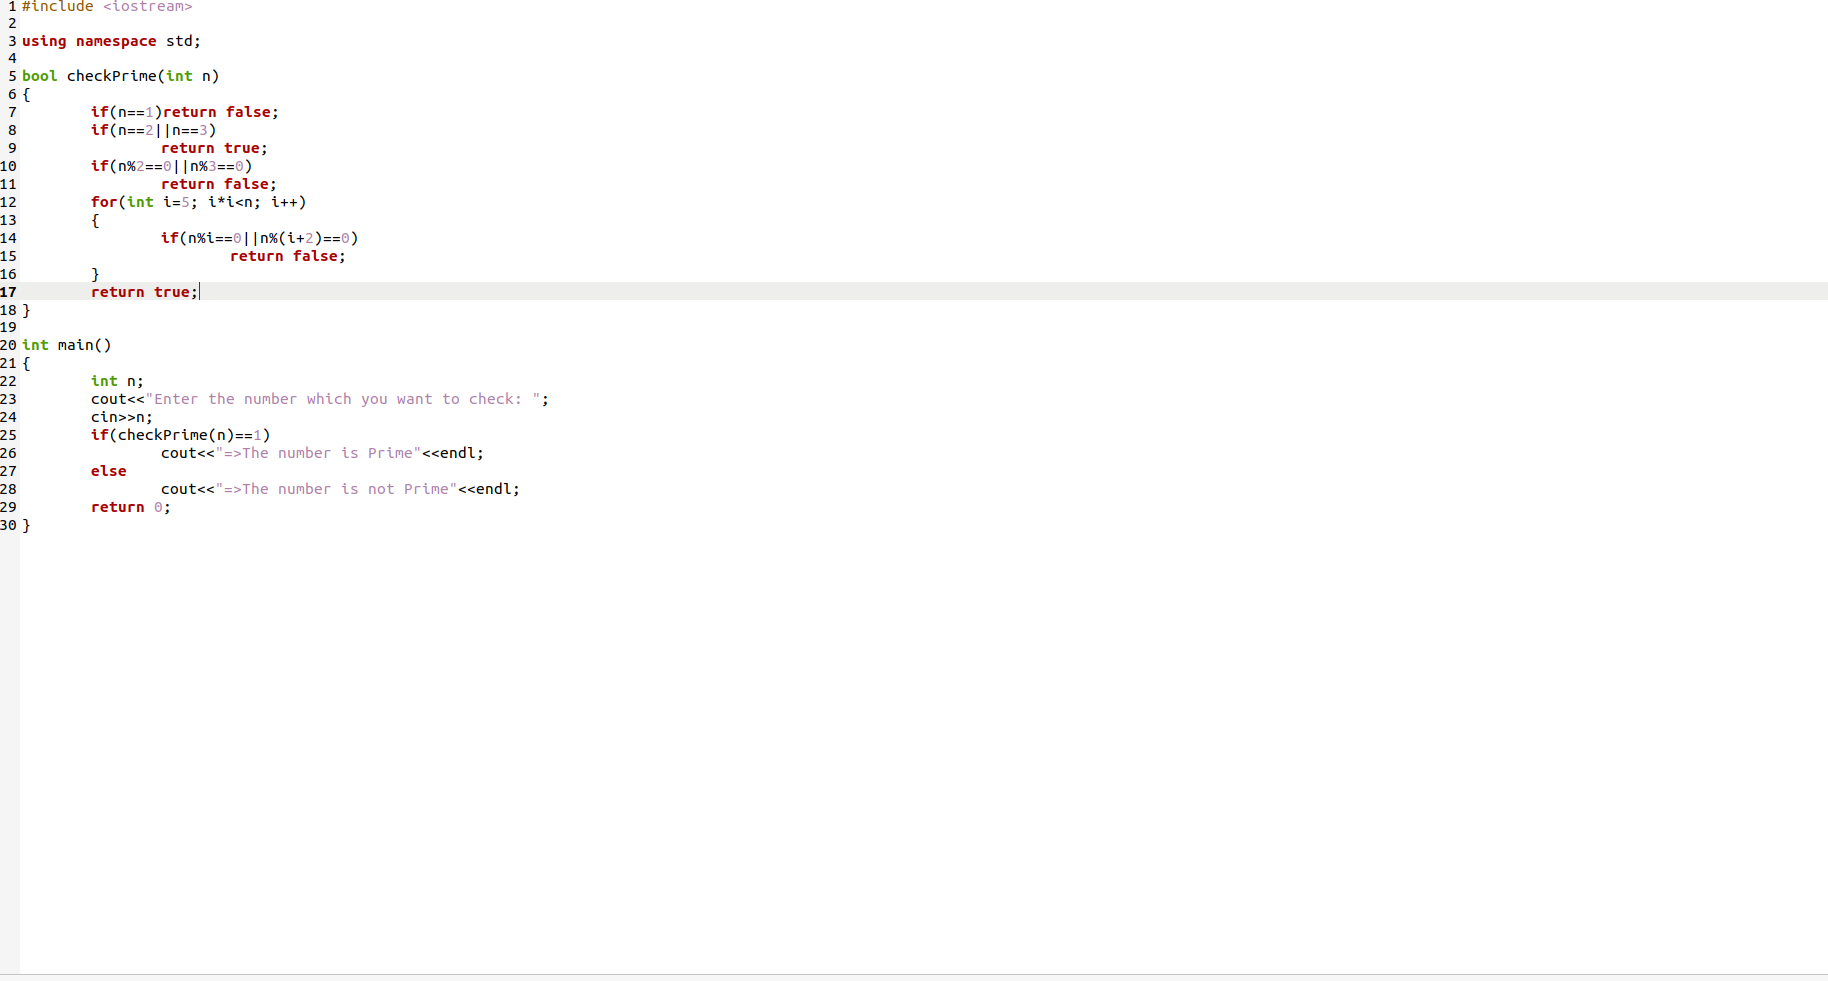 1 #include <iostream>
2
3 using namespace std;
4
5 bool checkPrime(int n)
6 {
7 if(n==1)return false;
8 if(n==2||n==3)
9 return true;
10 if(n%2==0||n%3==0)
11 return false;
12 for(int i=5; i*i<n; i++)
13 {
14 if(n%i==0||n%(i+2)==0)
15 return false;
16 }
17 return true;
18 }
19
20 int main()
21 {
22 int n;
23 cout<<"Enter the number which you want to check: ";
24 cin>>n;
25 if(checkPrime(n)==1)
26 cout<<"=>The number is Prime"<<endl;
27 else
28 cout<<"=>The number is not Prime"<<endl;
29 return 0;
30 }